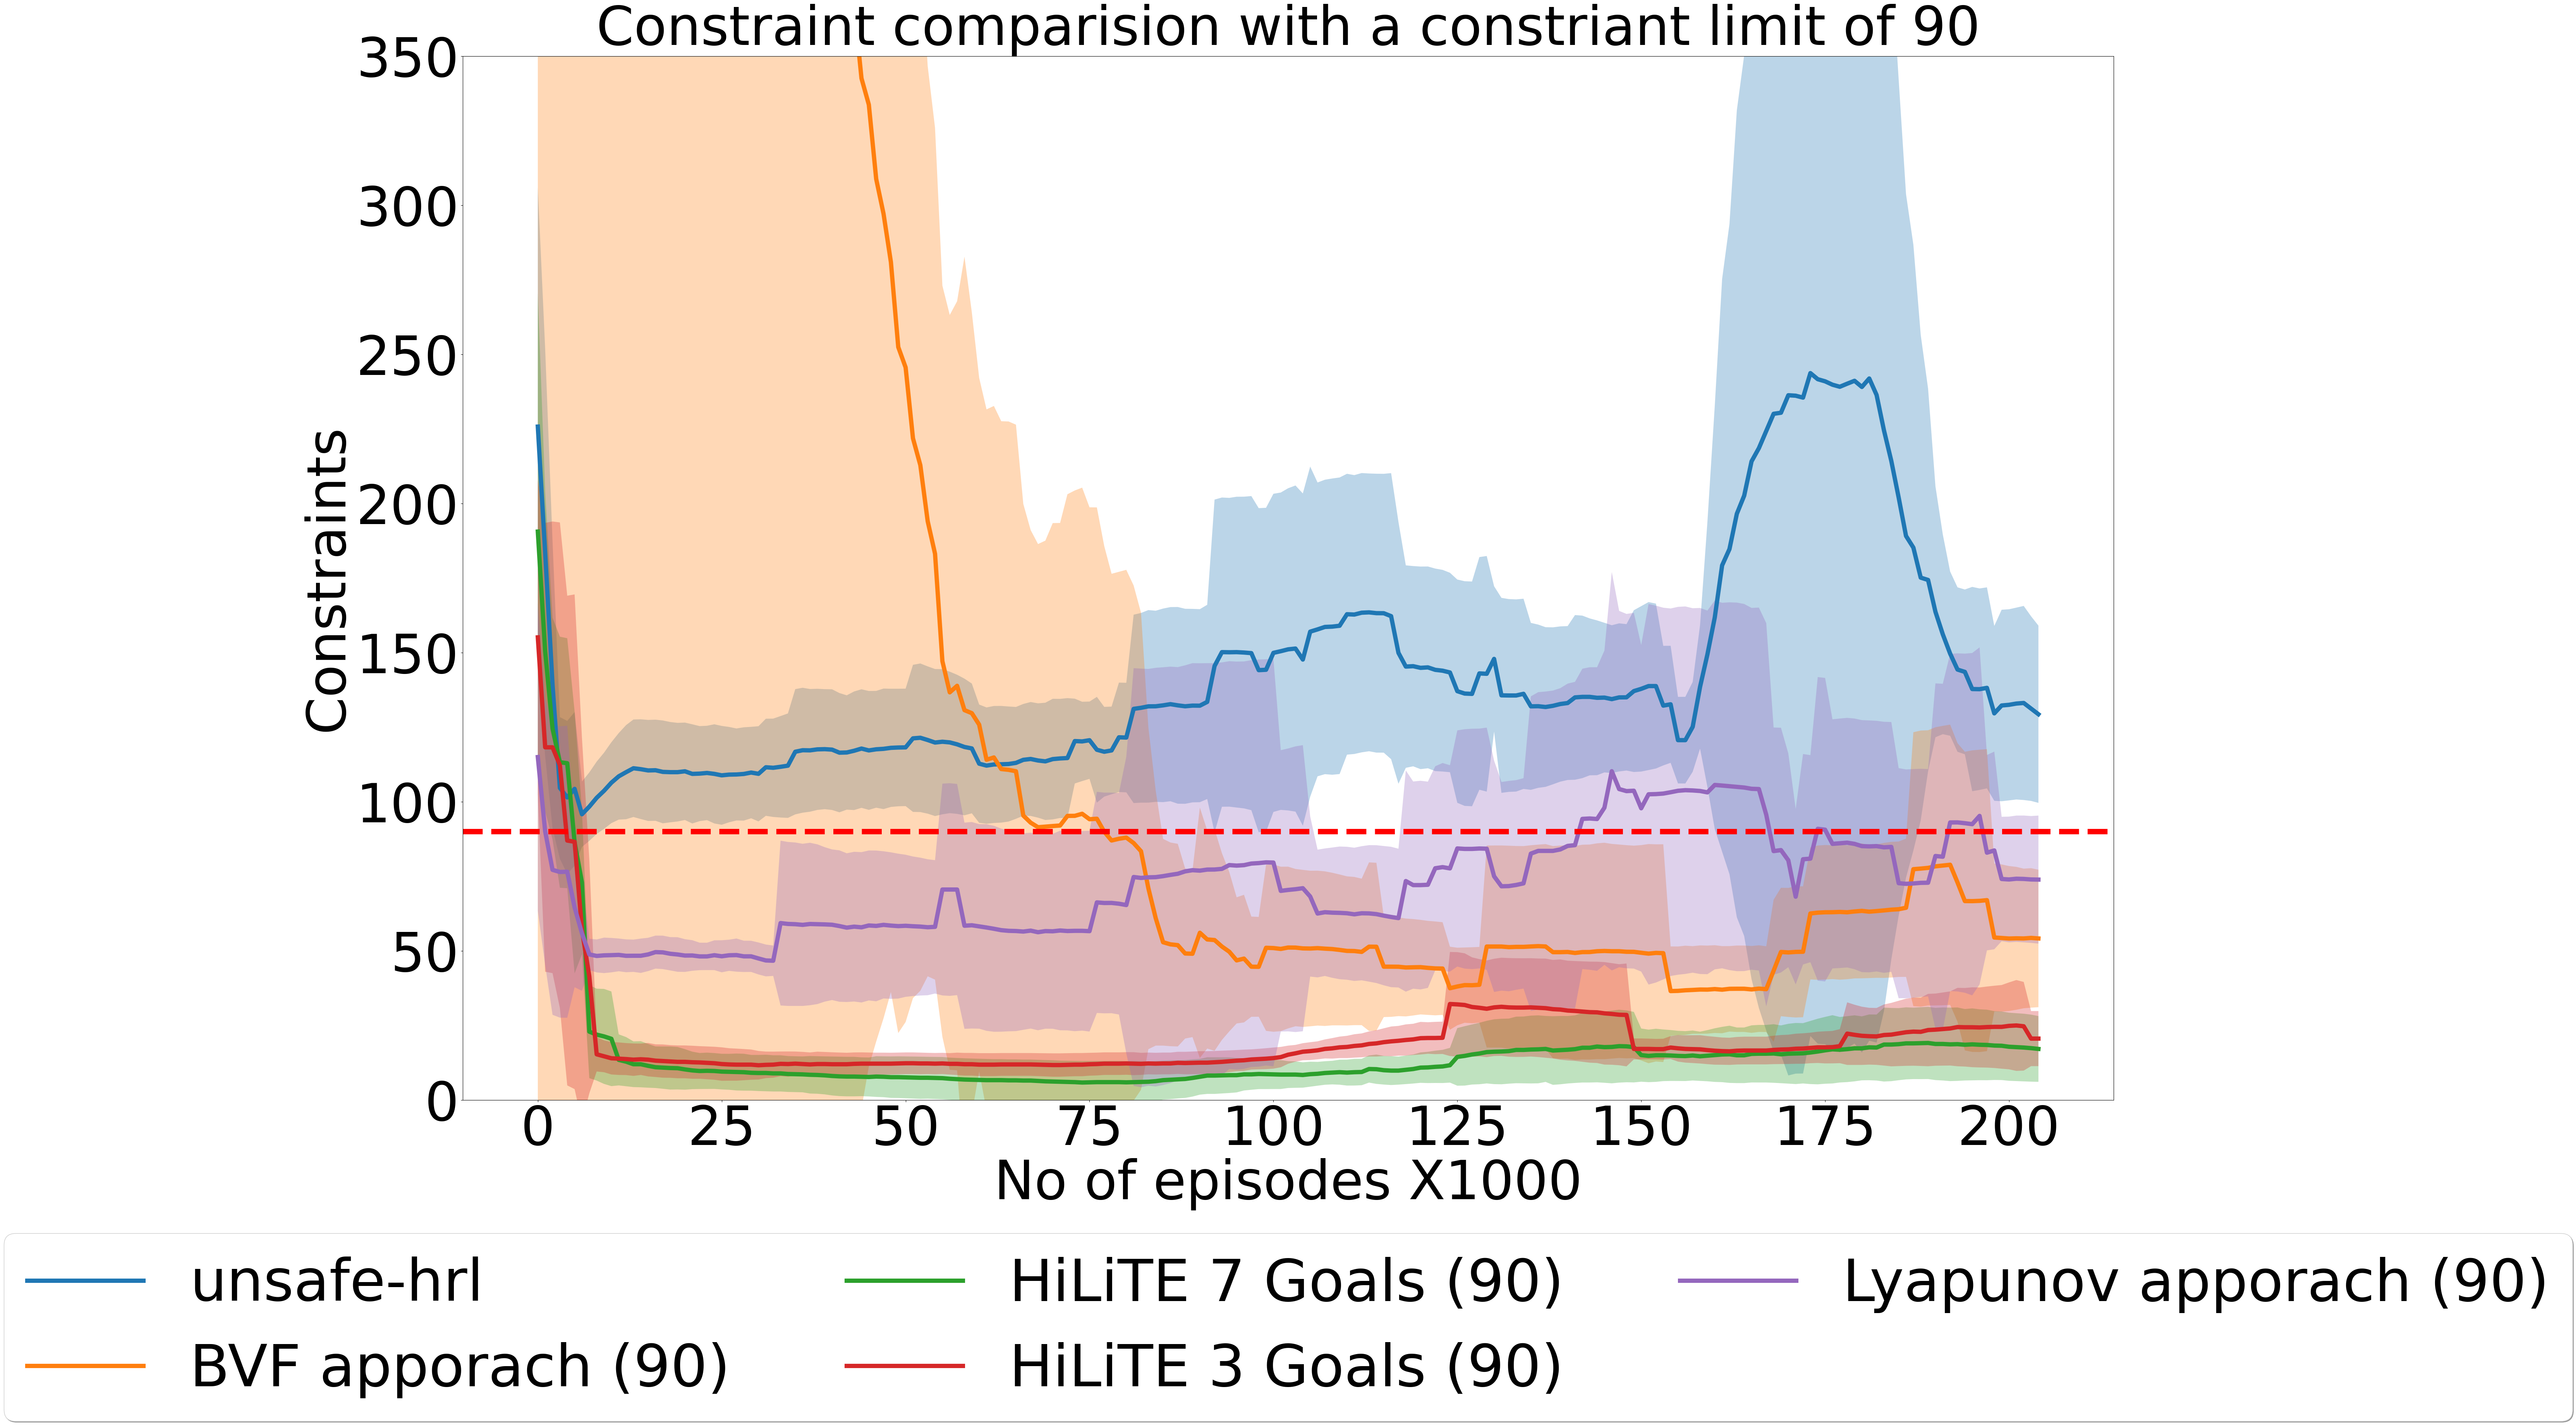 Constraint comparision with a constriant limit of 90
350
300
250
200
150
100
50
0
Constraints
0 25 50 75 100 125 150 175 200
No of episodes X1000
unsafe-hrl
HiLiTE 7 Goals (90)
Lyapunov apporach (90)
BVF apporach (90)
HiLiTE 3 Goals (90)